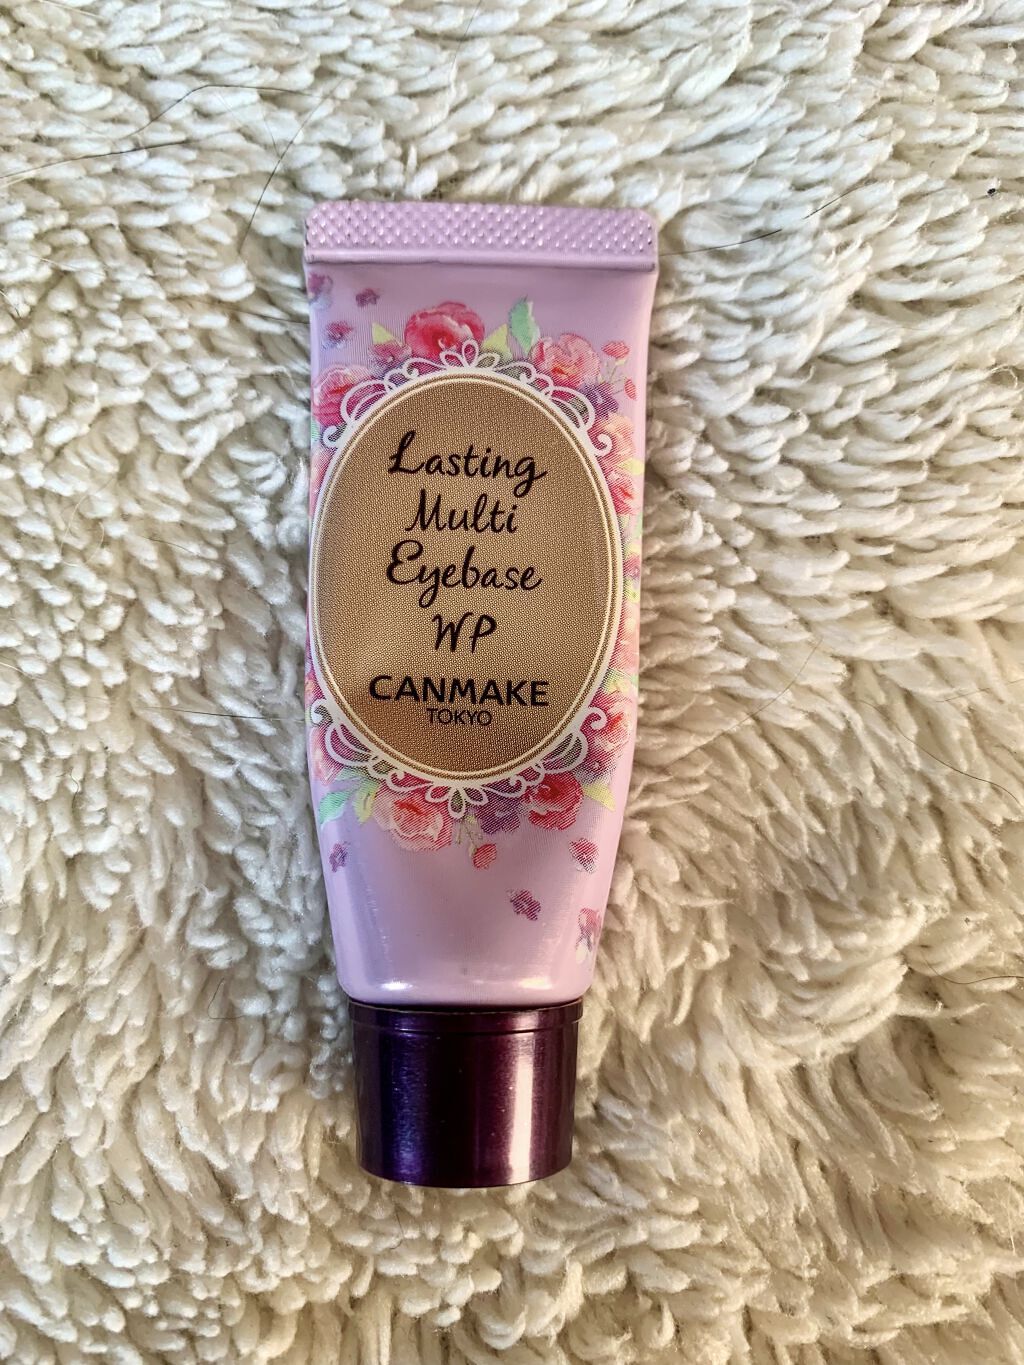 Lasting
Multi
Eyebase
WP
CANMAKE
TOKYO